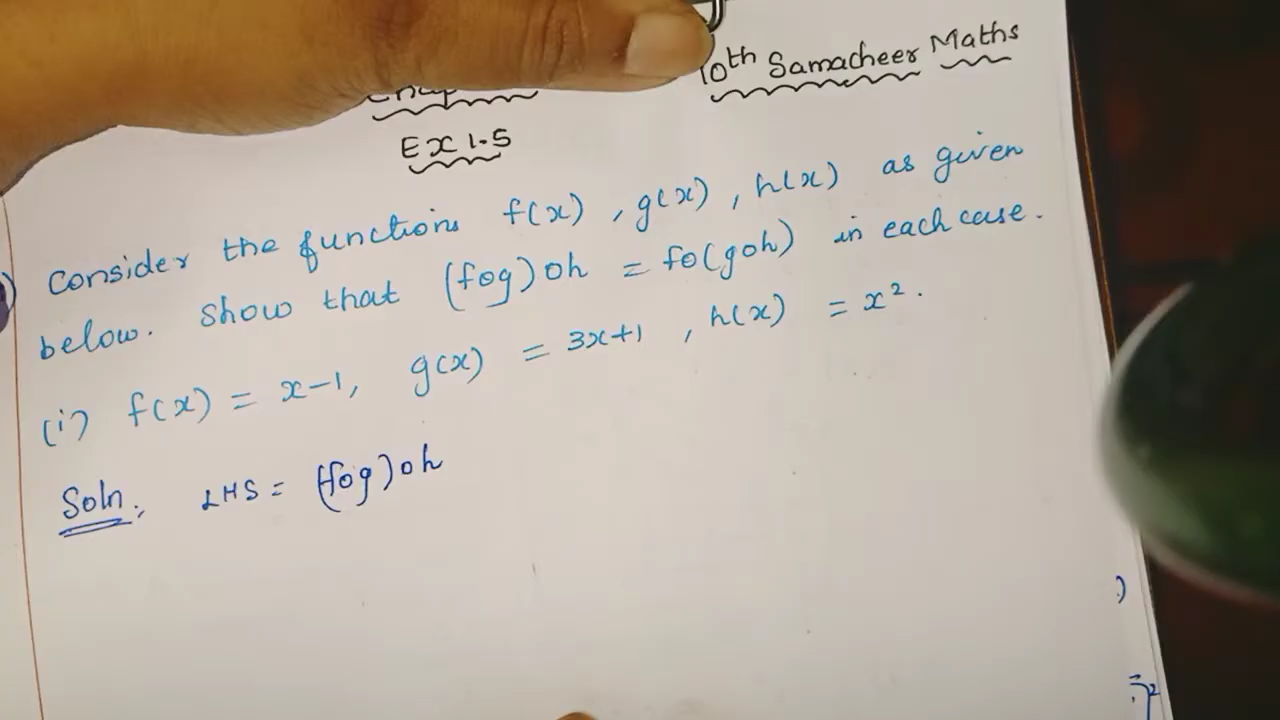 10th Samacheer Maths
Ex 1.5
Consider the functions f(x), g(x), h(x) as given
below. Show that (fog)oh = fo(goh) in each case.
(i) f(x) = x-1, g(x) = 3x+1, h(x) = x².
Soln: LHS = (fog)oh